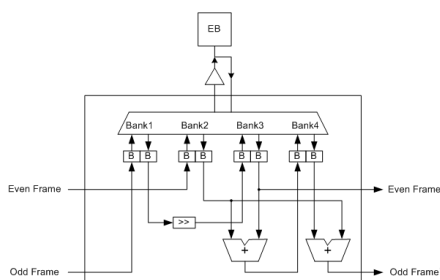 EB
Bank1 Bank2 Bank3 Bank4
B B B B B B B B
Even Frame Even Frame
>>
+ +
Odd Frame Odd Frame